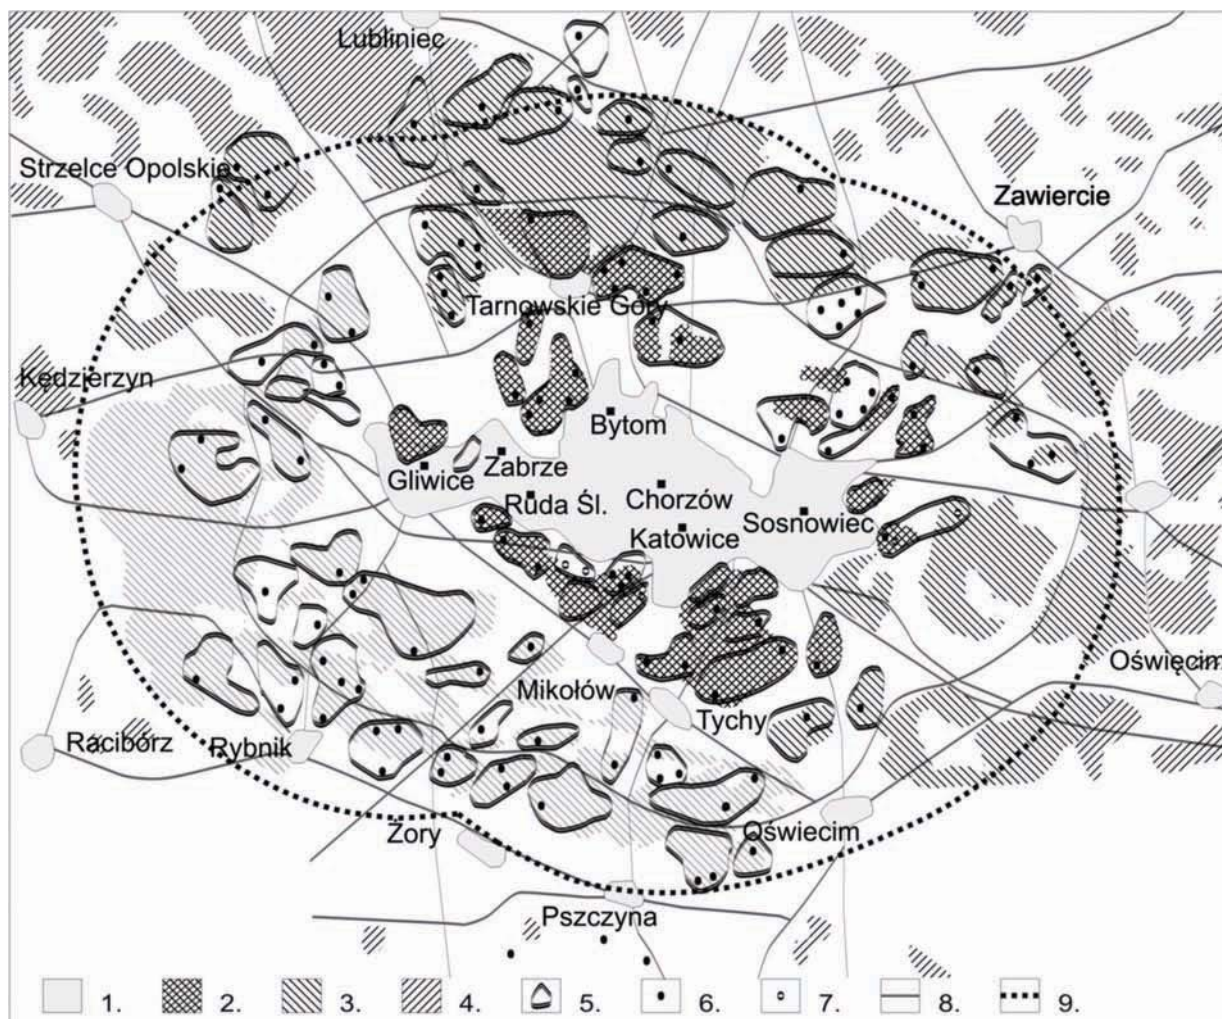 Lubliniec
Strzelce Opolskie
Zawiercie
Tarnowskie Góry
Kędzierzyn
Bytom
Zabrze
Gliwice
Ruda Śl.
Chorzów
Sosnowiec
Katowice
Oświęcim
Mikołów
Tychy
Racibórz
Rybnik
Żory
Oświecim
Pszczyna
1. 2. 3. 4. 5. 6. 7. 8. 9.